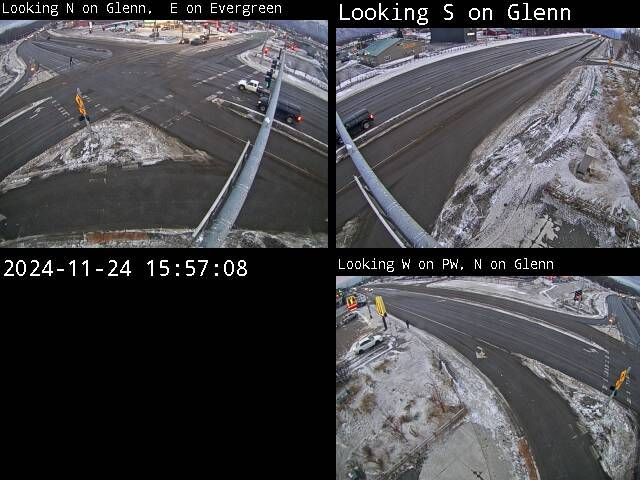 Looking N on Glenn,  E on Evergreen
Looking S on Glenn
2024-11-24 15:57:08
Looking W on PW, N on Glenn